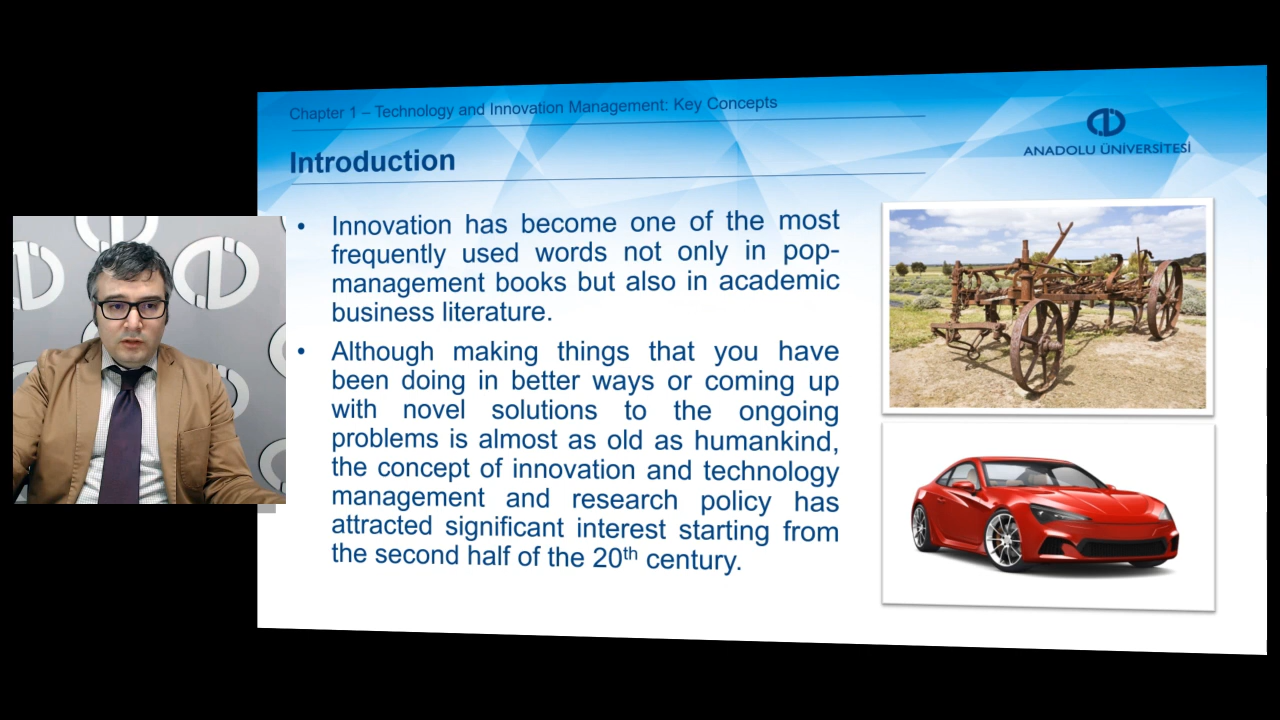 Chapter 1 – Technology and Innovation Management: Key Concepts
ANADOLU ÜNİVERSİTESİ
Introduction
• Innovation has become one of the most
frequently used words not only in pop-
management books but also in academic
business literature.
• Although making things that you have
been doing in better ways or coming up
with novel solutions to the ongoing
problems is almost as old as humankind,
the concept of innovation and technology
management and research policy has
attracted significant interest starting from
the second half of the 20th century.